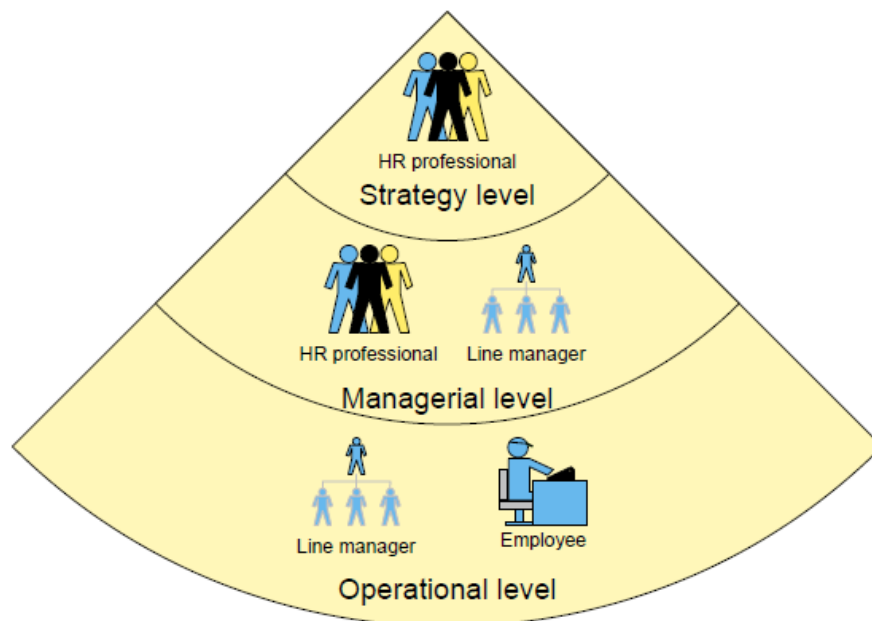 HR professional
Strategy level
HR professional
Line manager
Managerial level
Line manager
Employee
Operational level